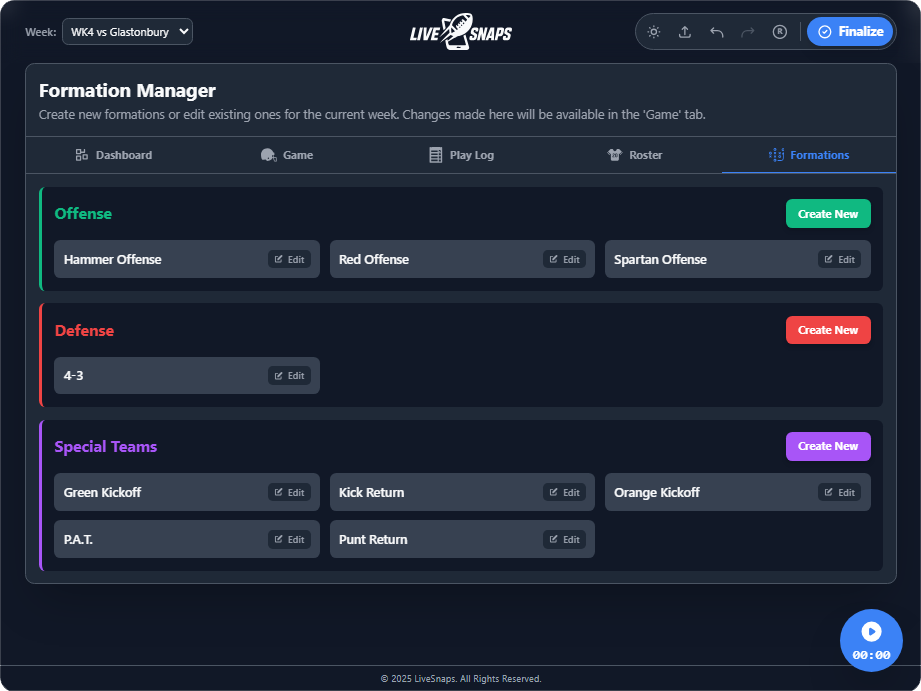 Week: WK4 vs Glastonbury
LIVE SNAPS
R
Finalize
Formation Manager
Create new formations or edit existing ones for the current week. Changes made here will be available in the 'Game' tab.
Dashboard Game Play Log Roster Formations
Offense Create New
Hammer Offense Edit Red Offense Edit Spartan Offense Edit
Defense Create New
4-3 Edit
Special Teams Create New
Green Kickoff Edit Kick Return Edit Orange Kickoff Edit
P.A.T. Edit Punt Return Edit
00:00
© 2025 LiveSnaps. All Rights Reserved.